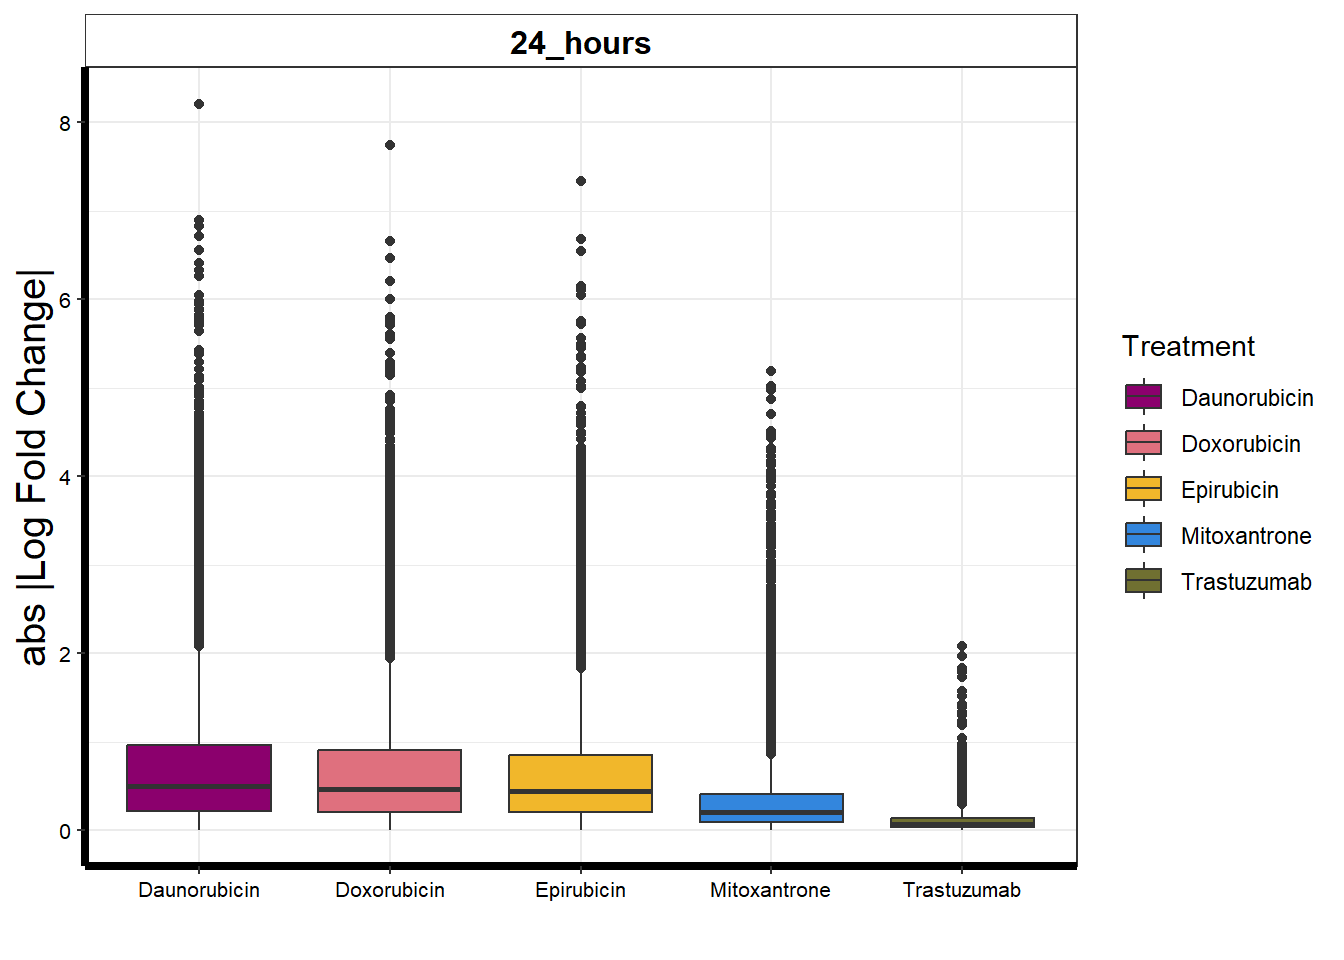 24_hours
abs |Log Fold Change|
8
6
4
2
0
Daunorubicin
Doxorubicin
Epirubicin
Mitoxantrone
Trastuzumab
Treatment
Daunorubicin
Doxorubicin
Epirubicin
Mitoxantrone
Trastuzumab